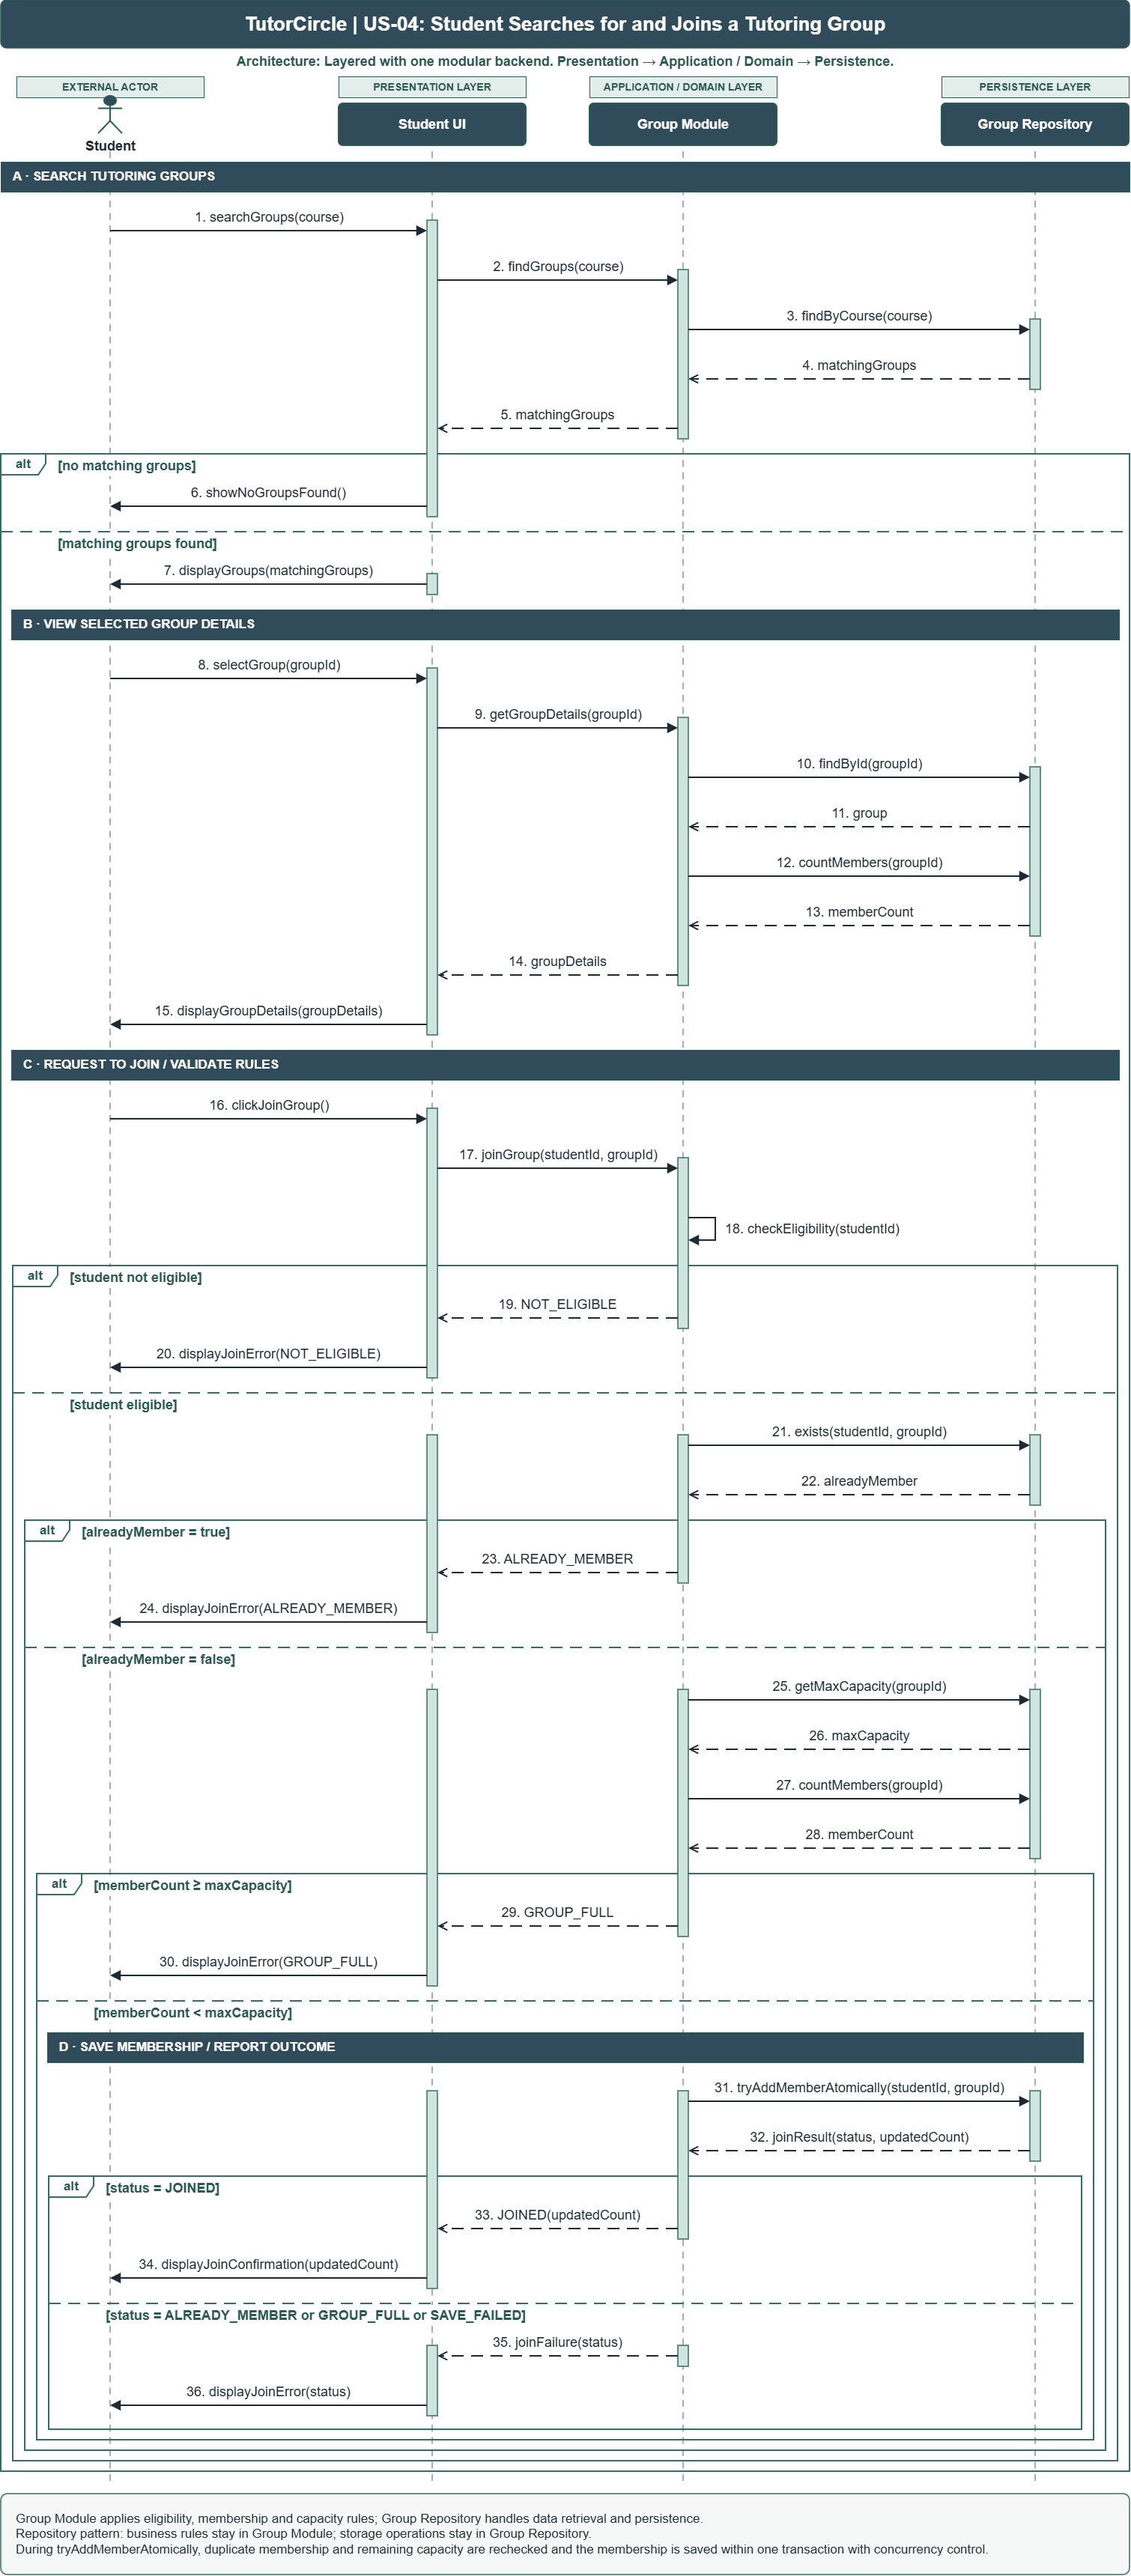 TutorCircle | US-04: Student Searches for and Joins a Tutoring Group
Architecture: Layered with one modular backend. Presentation → Application / Domain → Persistence.
EXTERNAL ACTOR
PRESENTATION LAYER
APPLICATION / DOMAIN LAYER
PERSISTENCE LAYER
Student UI
Group Module
Group Repository
Student
A · SEARCH TUTORING GROUPS
1. searchGroups(course)
2. findGroups(course)
3. findByCourse(course)
4. matchingGroups
5. matchingGroups
alt
[no matching groups]
6. showNoGroupsFound()
[matching groups found]
7. displayGroups(matchingGroups)
B · VIEW SELECTED GROUP DETAILS
8. selectGroup(groupId)
9. getGroupDetails(groupId)
10. findById(groupId)
11. group
12. countMembers(groupId)
13. memberCount
14. groupDetails
15. displayGroupDetails(groupDetails)
C · REQUEST TO JOIN / VALIDATE RULES
16. clickJoinGroup()
17. joinGroup(studentId, groupId)
18. checkEligibility(studentId)
alt
[student not eligible]
19. NOT_ELIGIBLE
20. displayJoinError(NOT_ELIGIBLE)
[student eligible]
21. exists(studentId, groupId)
22. alreadyMember
alt
[alreadyMember = true]
23. ALREADY_MEMBER
24. displayJoinError(ALREADY_MEMBER)
[alreadyMember = false]
25. getMaxCapacity(groupId)
26. maxCapacity
27. countMembers(groupId)
28. memberCount
alt
[memberCount ≥ maxCapacity]
29. GROUP_FULL
30. displayJoinError(GROUP_FULL)
[memberCount < maxCapacity]
D · SAVE MEMBERSHIP / REPORT OUTCOME
31. tryAddMemberAtomically(studentId, groupId)
32. joinResult(status, updatedCount)
alt
[status = JOINED]
33. JOINED(updatedCount)
34. displayJoinConfirmation(updatedCount)
[status = ALREADY_MEMBER or GROUP_FULL or SAVE_FAILED]
35. joinFailure(status)
36. displayJoinError(status)
Group Module applies eligibility, membership and capacity rules; Group Repository handles data retrieval and persistence.
Repository pattern: business rules stay in Group Module; storage operations stay in Group Repository.
During tryAddMemberAtomically, duplicate membership and remaining capacity are rechecked and the membership is saved within one transaction with concurrency control.